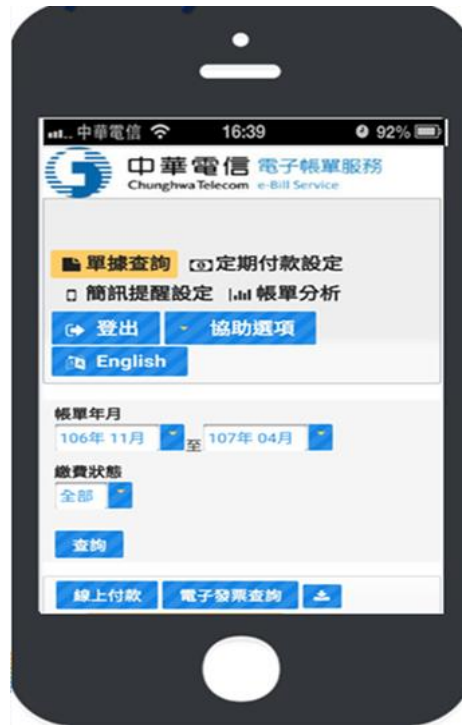 中華電信 16:39 92%
中華電信 電子帳單服務
Chunghwa Telecom e-Bill Service
單據查詢 定期付款設定
簡訊提醒設定 帳單分析
登出 協助選項
English
帳單年月
106年 11月 至 107年 04月
繳費狀態
全部
查詢
線上付款 電子發票查詢